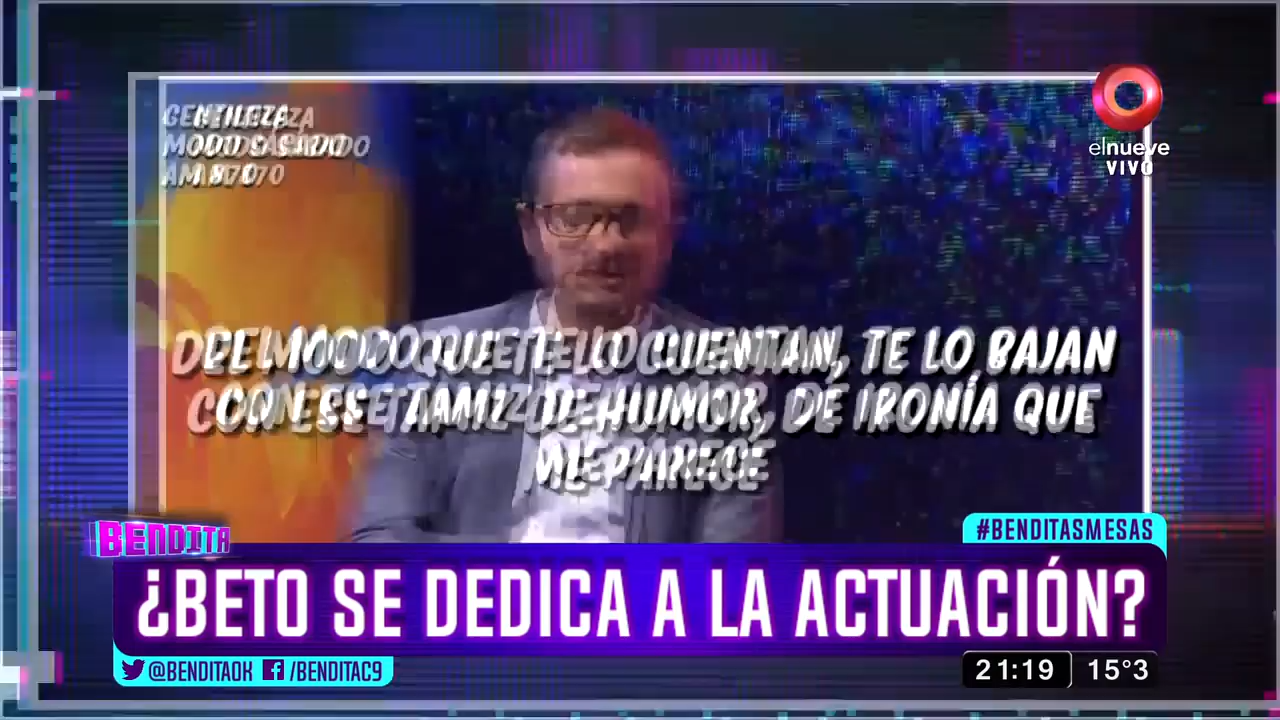 GENTILEZA
MODO SÁBADO
AM 870
elnueve
VIVO
DEL MODO QUE TE LO CUENTAN, TE LO BAJAN
CON ESE TAMIZ DE HUMOR, DE IRONÍA QUE
ME PARECE
BENDITA
#BENDITASMESAS
¿BETO SE DEDICA A LA ACTUACIÓN?
@BENDITAOK /BENDITAC9
21:19 15°3